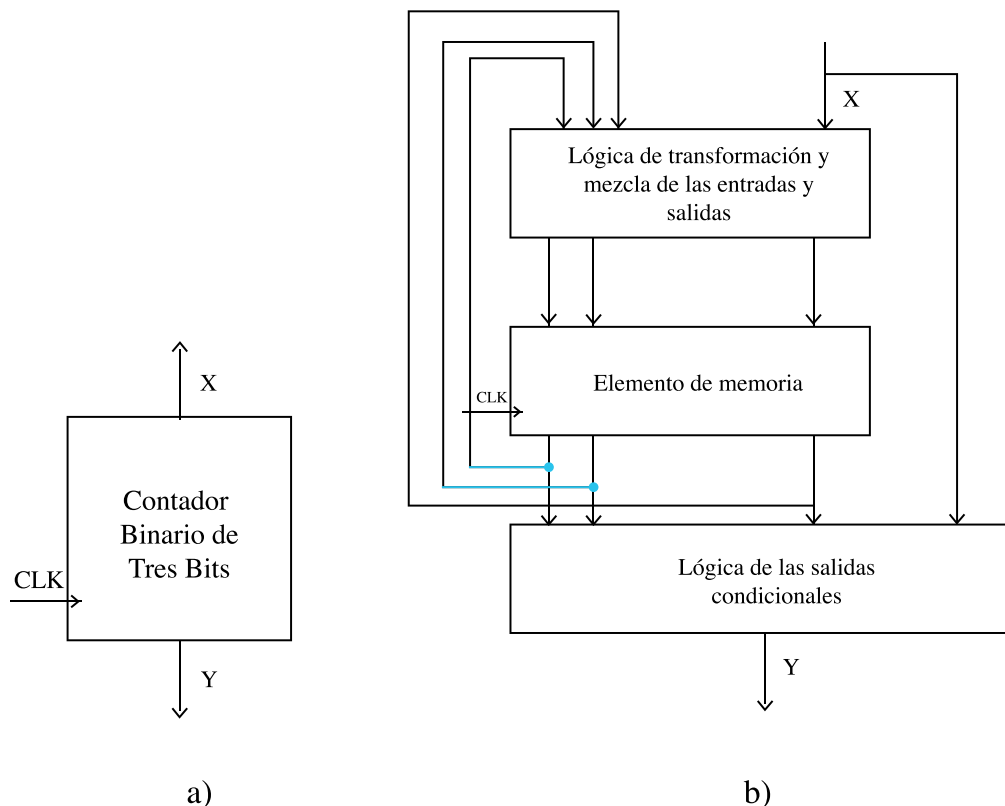 X
Contador
Binario de
Tres Bits
CLK
Y
a)
X
Lógica de transformación y
mezcla de las entradas y
salidas
CLK
Elemento de memoria
Lógica de las salidas
condicionales
Y
b)